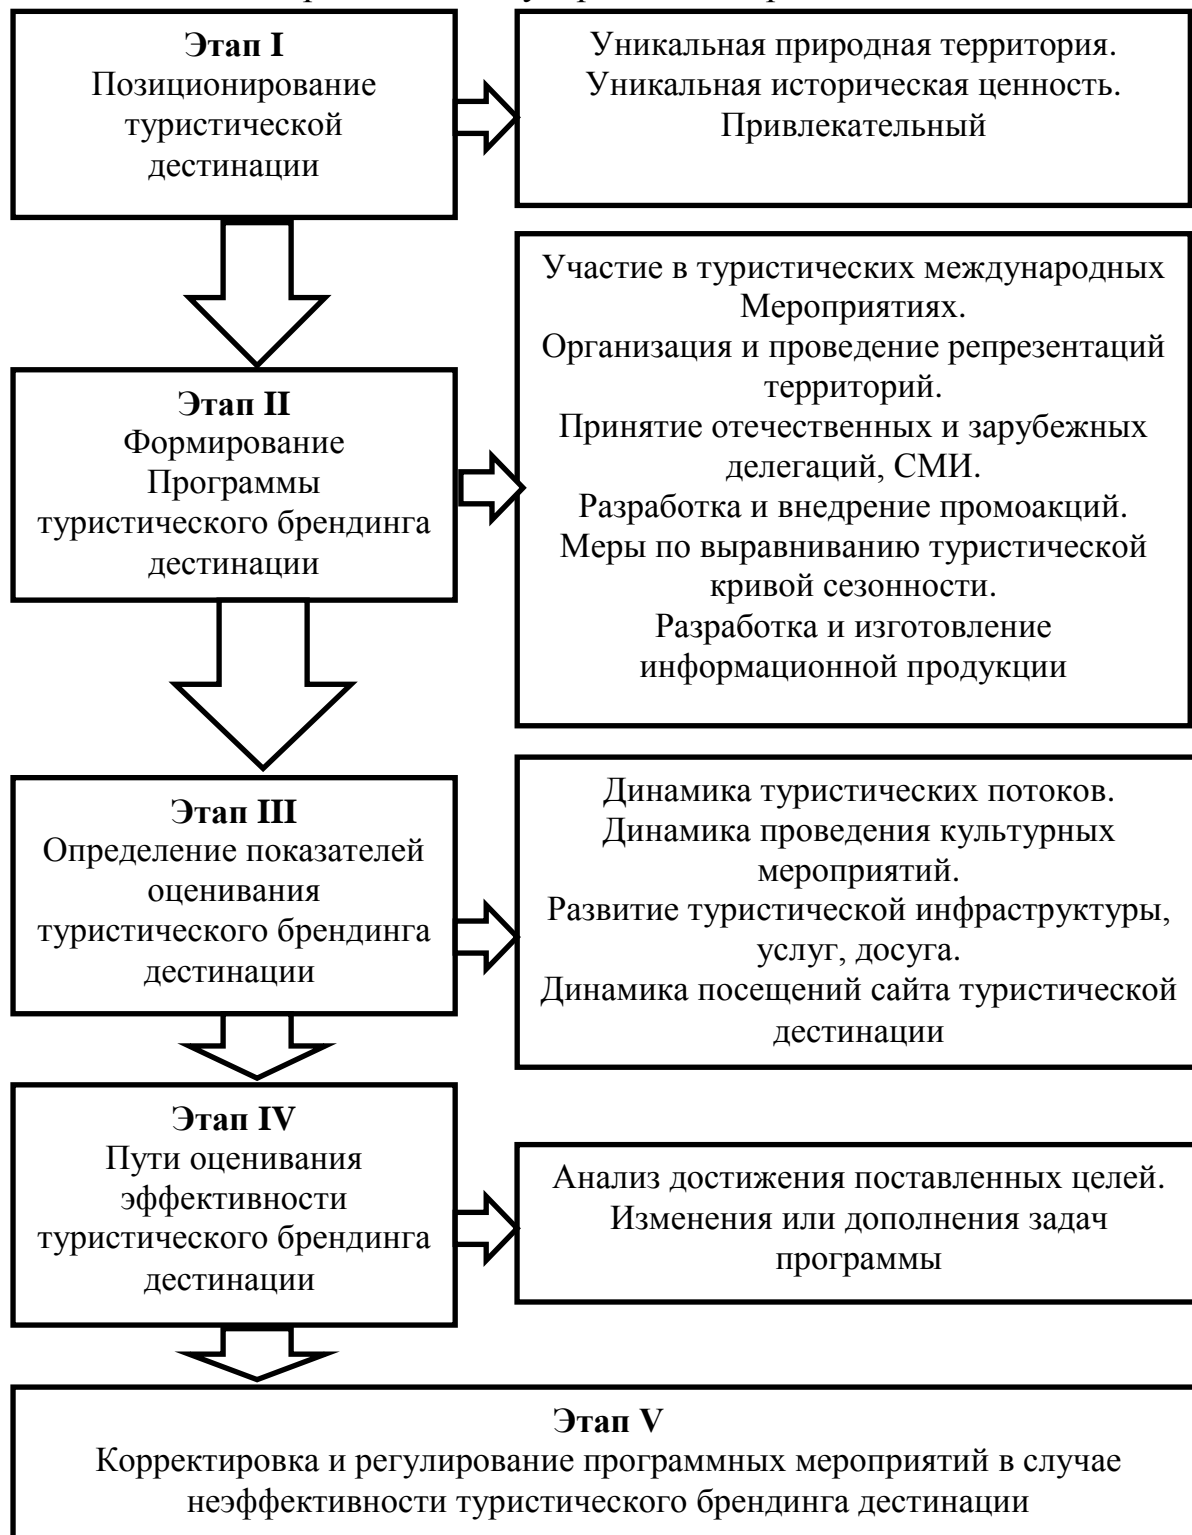 Этап I
Позиционирование
туристической
дестинации
Уникальная природная территория.
Уникальная историческая ценность.
Привлекательный
Этап II
Формирование
Программы
туристического брендинга
дестинации
Участие в туристических международных
Мероприятиях.
Организация и проведение репрезентаций
территорий.
Принятие отечественных и зарубежных
делегаций, СМИ.
Разработка и внедрение промоакций.
Меры по выравниванию туристической
кривой сезонности.
Разработка и изготовление
информационной продукции
Этап III
Определение показателей
оценивания
туристического брендинга
дестинации
Динамика туристических потоков.
Динамика проведения культурных
мероприятий.
Развитие туристической инфраструктуры,
услуг, досуга.
Динамика посещений сайта туристической
дестинации
Этап IV
Пути оценивания
эффективности
туристического брендинга
дестинации
Анализ достижения поставленных целей.
Изменения или дополнения задач
программы
Этап V
Корректировка и регулирование программных мероприятий в случае
неэффективности туристического брендинга дестинации